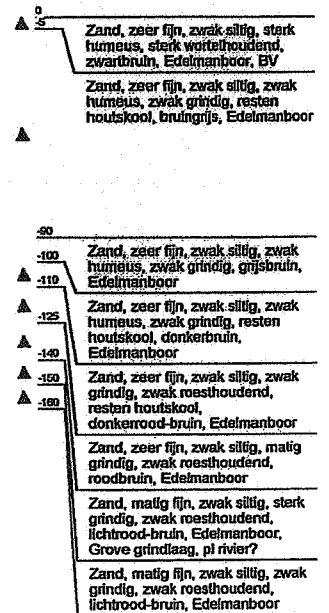 0
-5
Zand, zeer fijn, zwak siltig, sterk
humeus, sterk wortelhoudend,
zwartbruin, Edelmanboor, BV
Zand, zeer fijn, zwak siltig, zwak
humeus, zwak grindig, resten
houtskool, bruingrijs, Edelmanboor
-90
Zand, zeer fijn, zwak siltig, zwak
humeus, zwak grindig, grijsbruin,
Edelmanboor
-100
Zand, zeer fijn, zwak siltig, zwak
humeus, zwak grindig, resten
houtskool, donkerbruin,
Edelmanboor
-110
Zand, zeer fijn, zwak siltig, zwak
grindig, zwak roesthoudend,
resten houtskool,
donkerrood-bruin, Edelmanboor
-125
Zand, zeer fijn, zwak siltig, matig
grindig, zwak roesthoudend,
roodbruin, Edelmanboor
-140
Zand, matig fijn, zwak siltig, sterk
grindig, zwak roesthoudend,
lichtrood-bruin, Edelmanboor,
Grove grindlaag, pl rivier?
-150
Zand, matig fijn, zwak siltig, zwak
grindig, zwak roesthoudend,
lichtrood-bruin, Edelmanboor
-160